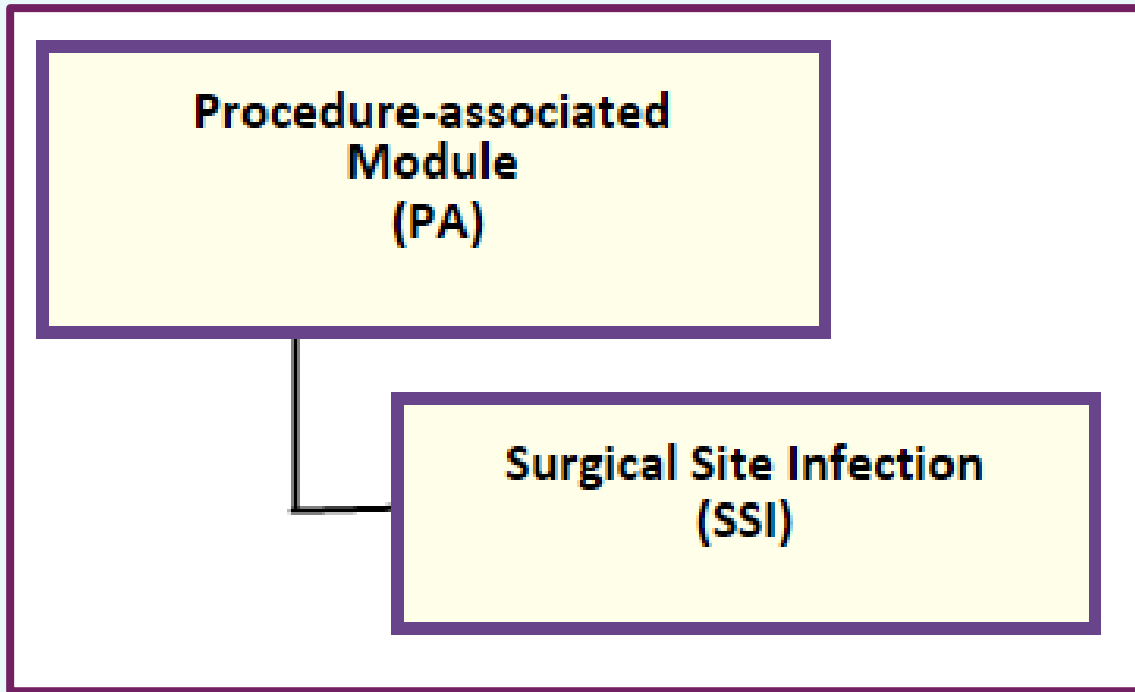 Procedure-associated
Module
(PA)
Surgical Site Infection
(SSI)